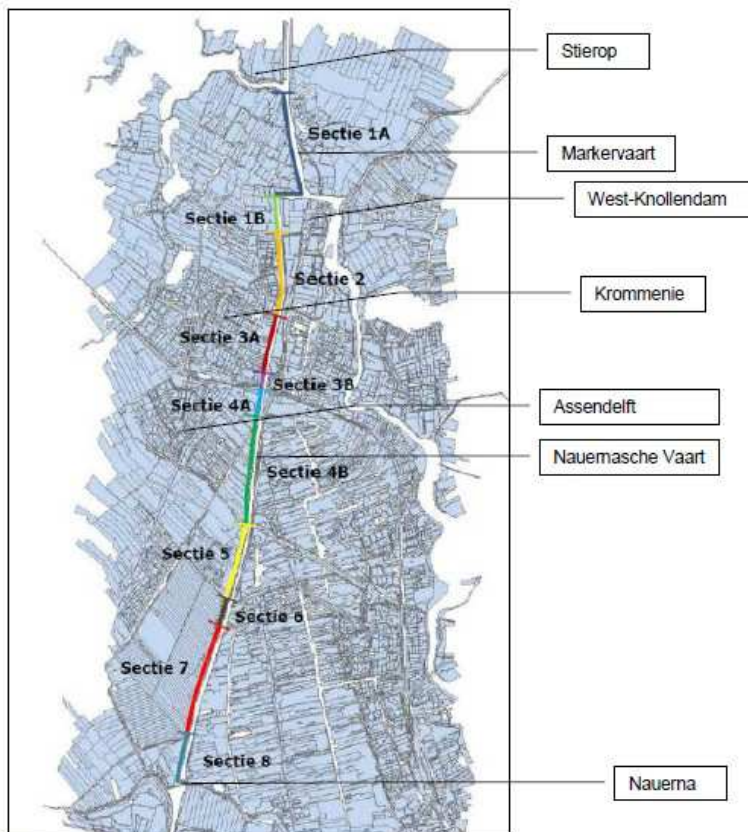 Stierop
Sectie 1A
Markervaart
West-Knollendam
Sectie 1B
Sectie 2
Krommenie
Sectie 3A
Sectie 3B
Sectie 4A
Assendelft
Nauernasche Vaart
Sectie 4B
Sectie 5
Sectie 6
Sectie 7
Sectie 8
Nauerna